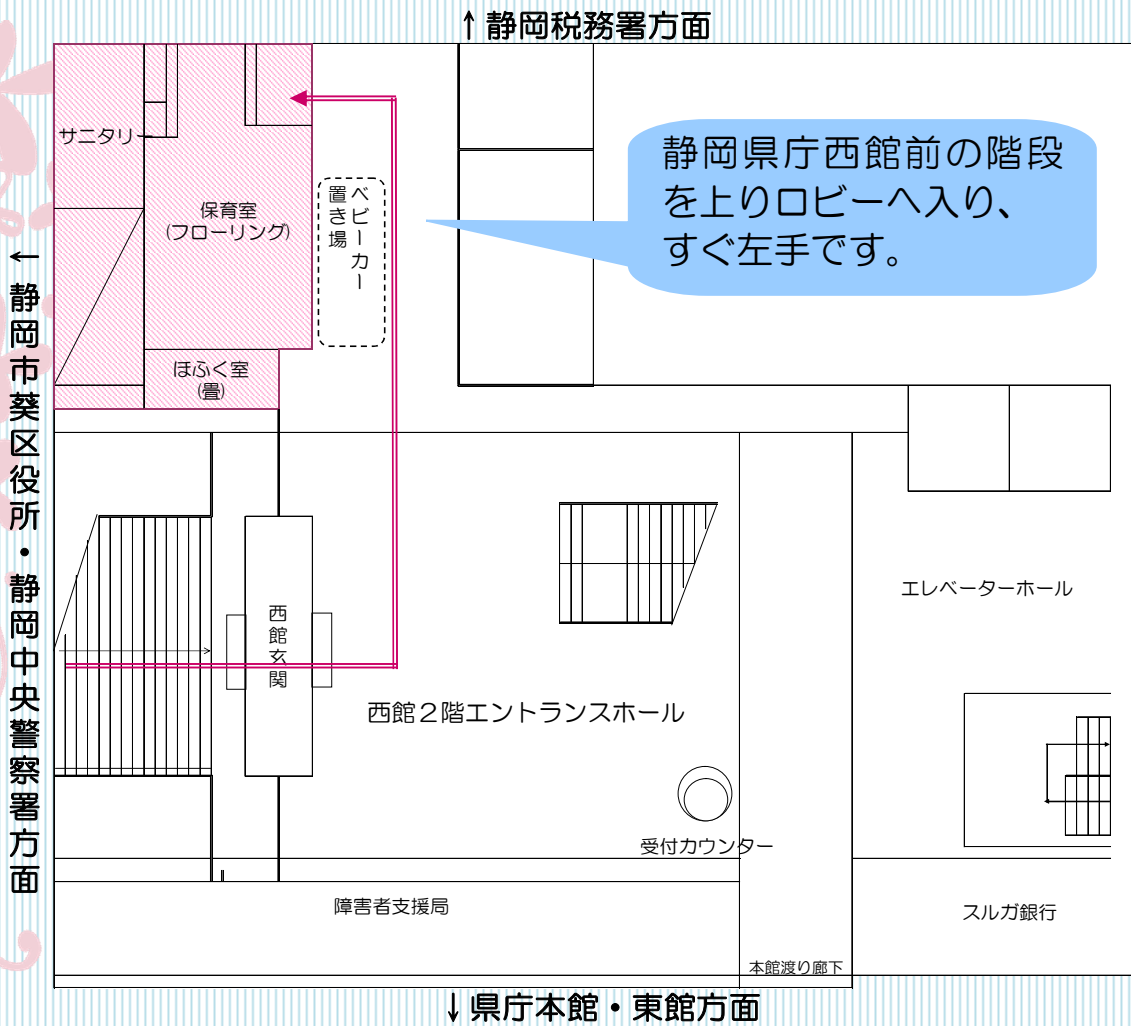 ↑静岡税務署方面
サニタリー
保育室
(フローリング)
ベビーカー
置き場
静岡県庁西館前の階段
を上りロビーへ入り、
すぐ左手です。
ほふく室
(畳)
←静岡市葵区役所・静岡中央警察署方面
エレベーターホール
西館玄関
西館２階エントランスホール
受付カウンター
障害者支援局
スルガ銀行
本館渡り廊下
↓県庁本館・東館方面